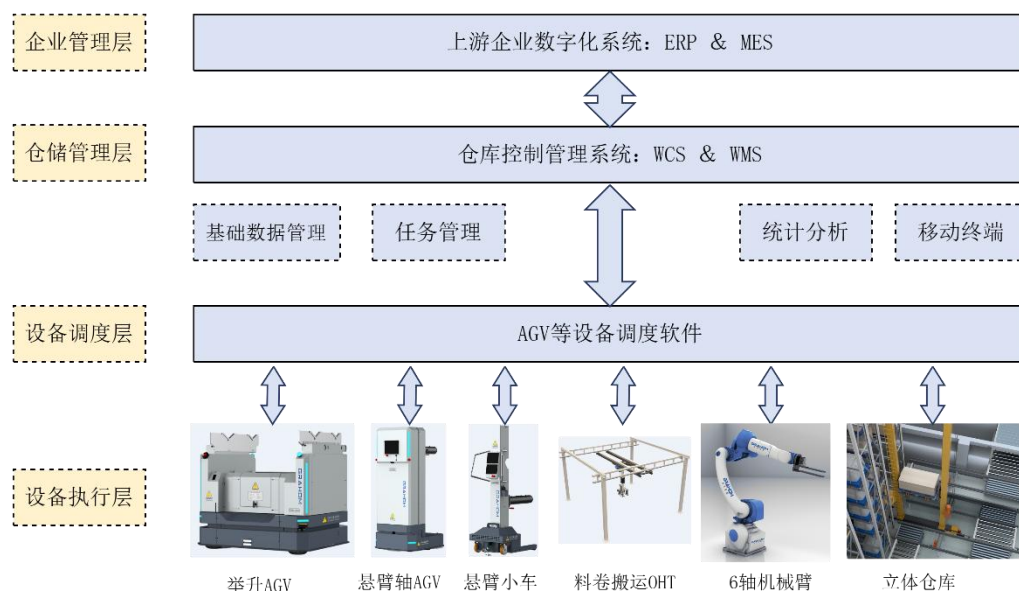 企业管理层
上游企业数字化系统：ERP & MES
仓储管理层
仓库控制管理系统：WCS & WMS
基础数据管理
任务管理
统计分析
移动终端
设备调度层
AGV等设备调度软件
设备执行层
举升AGV
悬臂轴AGV
悬臂小车
料卷搬运OHT
6轴机械臂
立体仓库